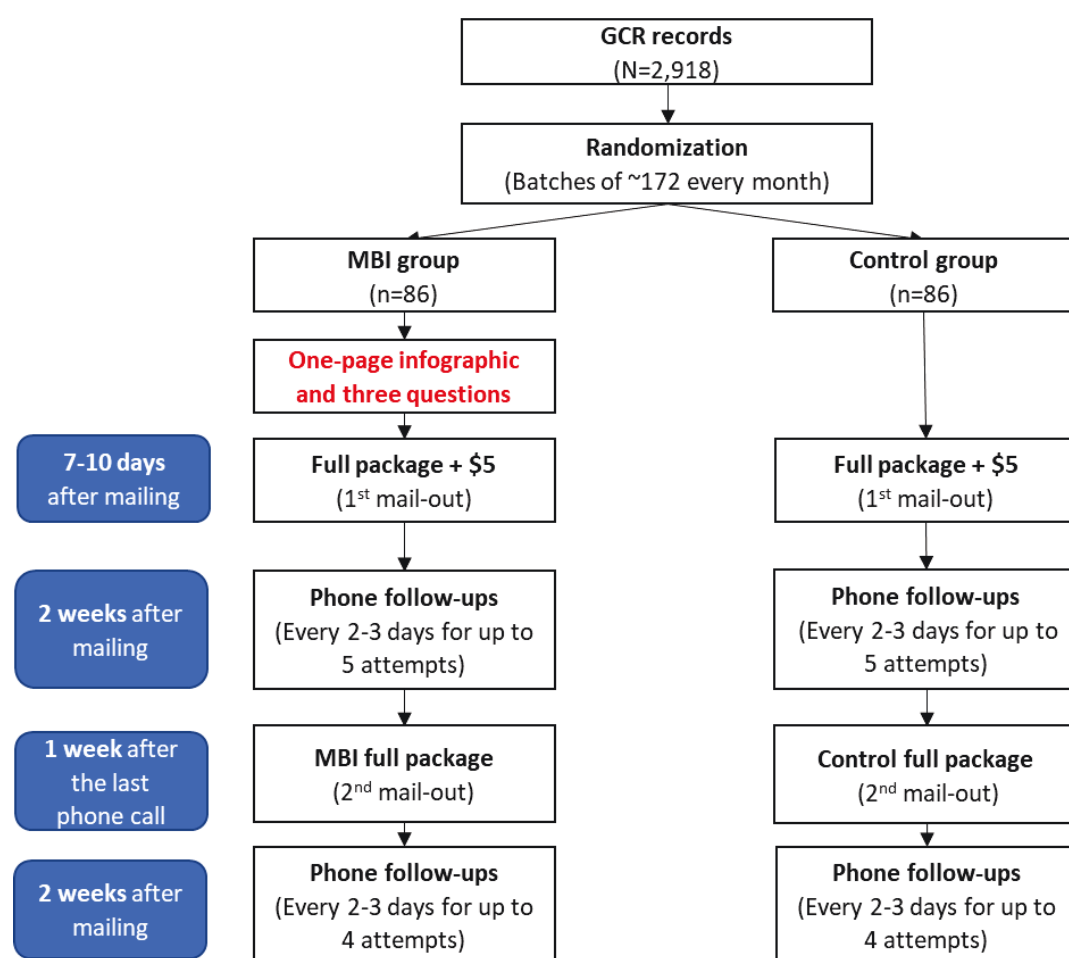 GCR records
(N=2,918)
Randomization
(Batches of ~172 every month)
MBI group
(n=86)
Control group
(n=86)
One-page infographic
and three questions
7-10 days
after mailing
Full package + $5
(1st mail-out)
Full package + $5
(1st mail-out)
2 weeks after
mailing
Phone follow-ups
(Every 2-3 days for up to
5 attempts)
Phone follow-ups
(Every 2-3 days for up to
5 attempts)
1 week after
the last
phone call
MBI full package
(2nd mail-out)
Control full package
(2nd mail-out)
2 weeks after
mailing
Phone follow-ups
(Every 2-3 days for up to
4 attempts)
Phone follow-ups
(Every 2-3 days for up to
4 attempts)